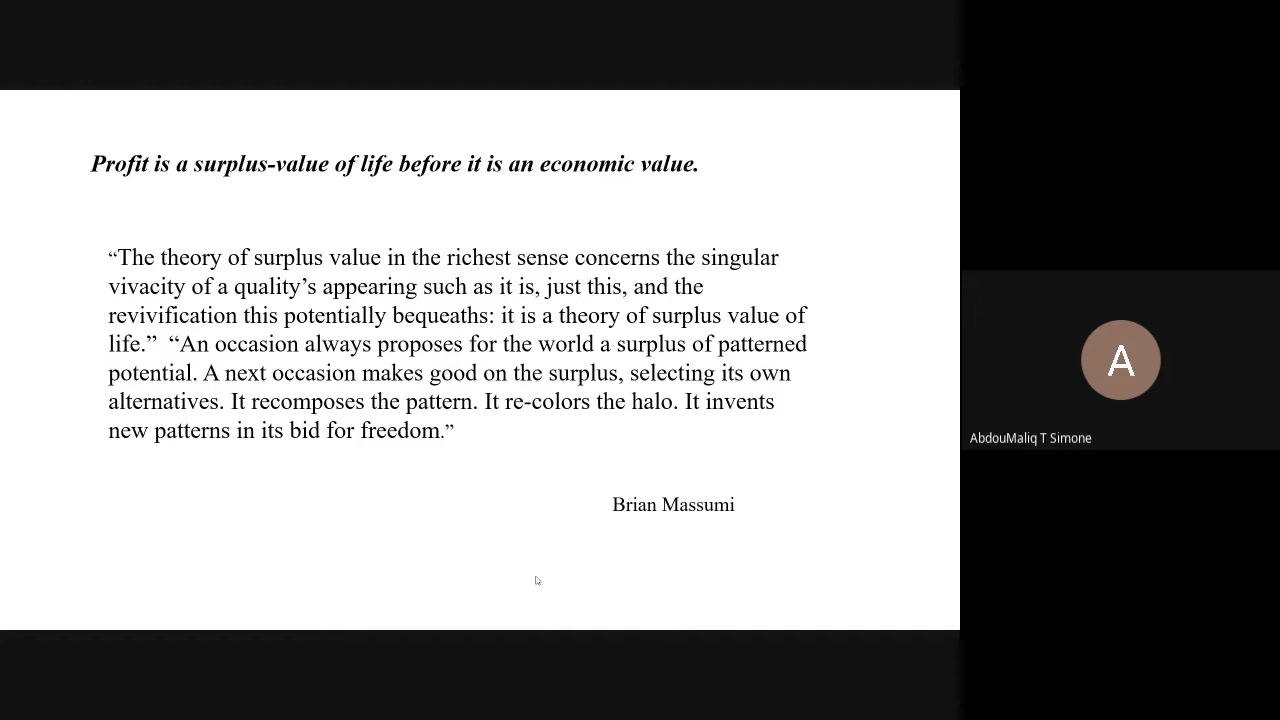 Profit is a surplus-value of life before it is an economic value.
“The theory of surplus value in the richest sense concerns the singular
vivacity of a quality’s appearing such as it is, just this, and the
revivification this potentially bequeaths: it is a theory of surplus value of
life.”  “An occasion always proposes for the world a surplus of patterned
potential. A next occasion makes good on the surplus, selecting its own
alternatives. It recomposes the pattern. It re-colors the halo. It invents
new patterns in its bid for freedom.”
Brian Massumi
A
AbdouMaliq T Simone